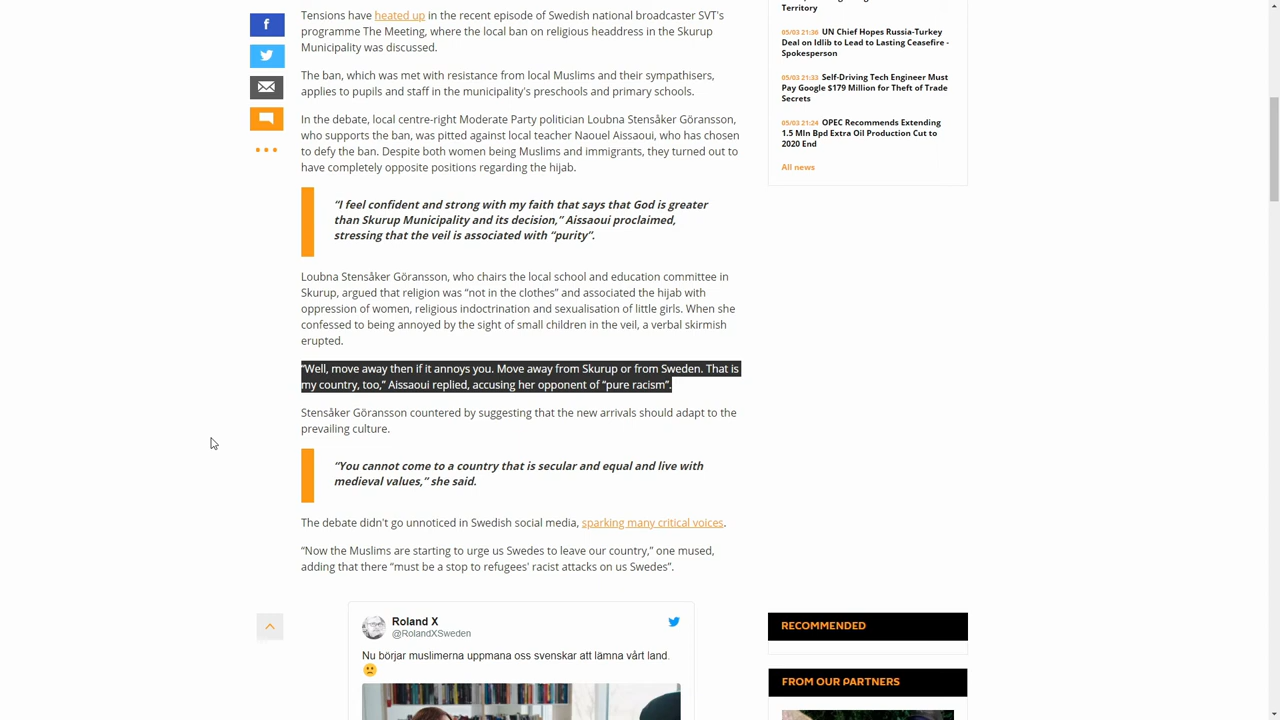 Tensions have heated up in the recent episode of Swedish national broadcaster SVT's
programme The Meeting, where the local ban on religious headdress in the Skurup
Municipality was discussed.
The ban, which was met with resistance from local Muslims and their sympathisers,
applies to pupils and staff in the municipality's preschools and primary schools.
In the debate, local centre-right Moderate Party politician Loubna Stensåker Göransson,
who supports the ban, was pitted against local teacher Naouel Aissaoui, who has chosen
to defy the ban. Despite both women being Muslims and immigrants, they turned out to
have completely opposite positions regarding the hijab.
“I feel confident and strong with my faith that says that God is greater
than Skurup Municipality and its decision,” Aissaoui proclaimed,
stressing that the veil is associated with “purity”.
Loubna Stensåker Göransson, who chairs the local school and education committee in
Skurup, argued that religion was “not in the clothes” and associated the hijab with
oppression of women, religious indoctrination and sexualisation of little girls. When she
confessed to being annoyed by the sight of small children in the veil, a verbal skirmish
erupted.
“Well, move away then if it annoys you. Move away from Skurup or from Sweden. That is
my country, too,” Aissaoui replied, accusing her opponent of “pure racism”.
Stensåker Göransson countered by suggesting that the new arrivals should adapt to the
prevailing culture.
“You cannot come to a country that is secular and equal and live with
medieval values,” she said.
The debate didn't go unnoticed in Swedish social media, sparking many critical voices.
“Now the Muslims are starting to urge us Swedes to leave our country,” one mused,
adding that there “must be a stop to refugees' racist attacks on us Swedes”.
Roland X
@RolandXSweden
Nu börjar muslimerna uppmana oss svenskar att lämna vårt land.
Territory
05/03 21:36 UN Chief Hopes Russia-Turkey
Deal on Idlib to Lead to Lasting Ceasefire -
Spokesperson
05/03 21:33 Self-Driving Tech Engineer Must
Pay Google $179 Million for Theft of Trade
Secrets
05/03 21:24 OPEC Recommends Extending
1.5 Mln Bpd Extra Oil Production Cut to
2020 End
All news
RECOMMENDED
FROM OUR PARTNERS